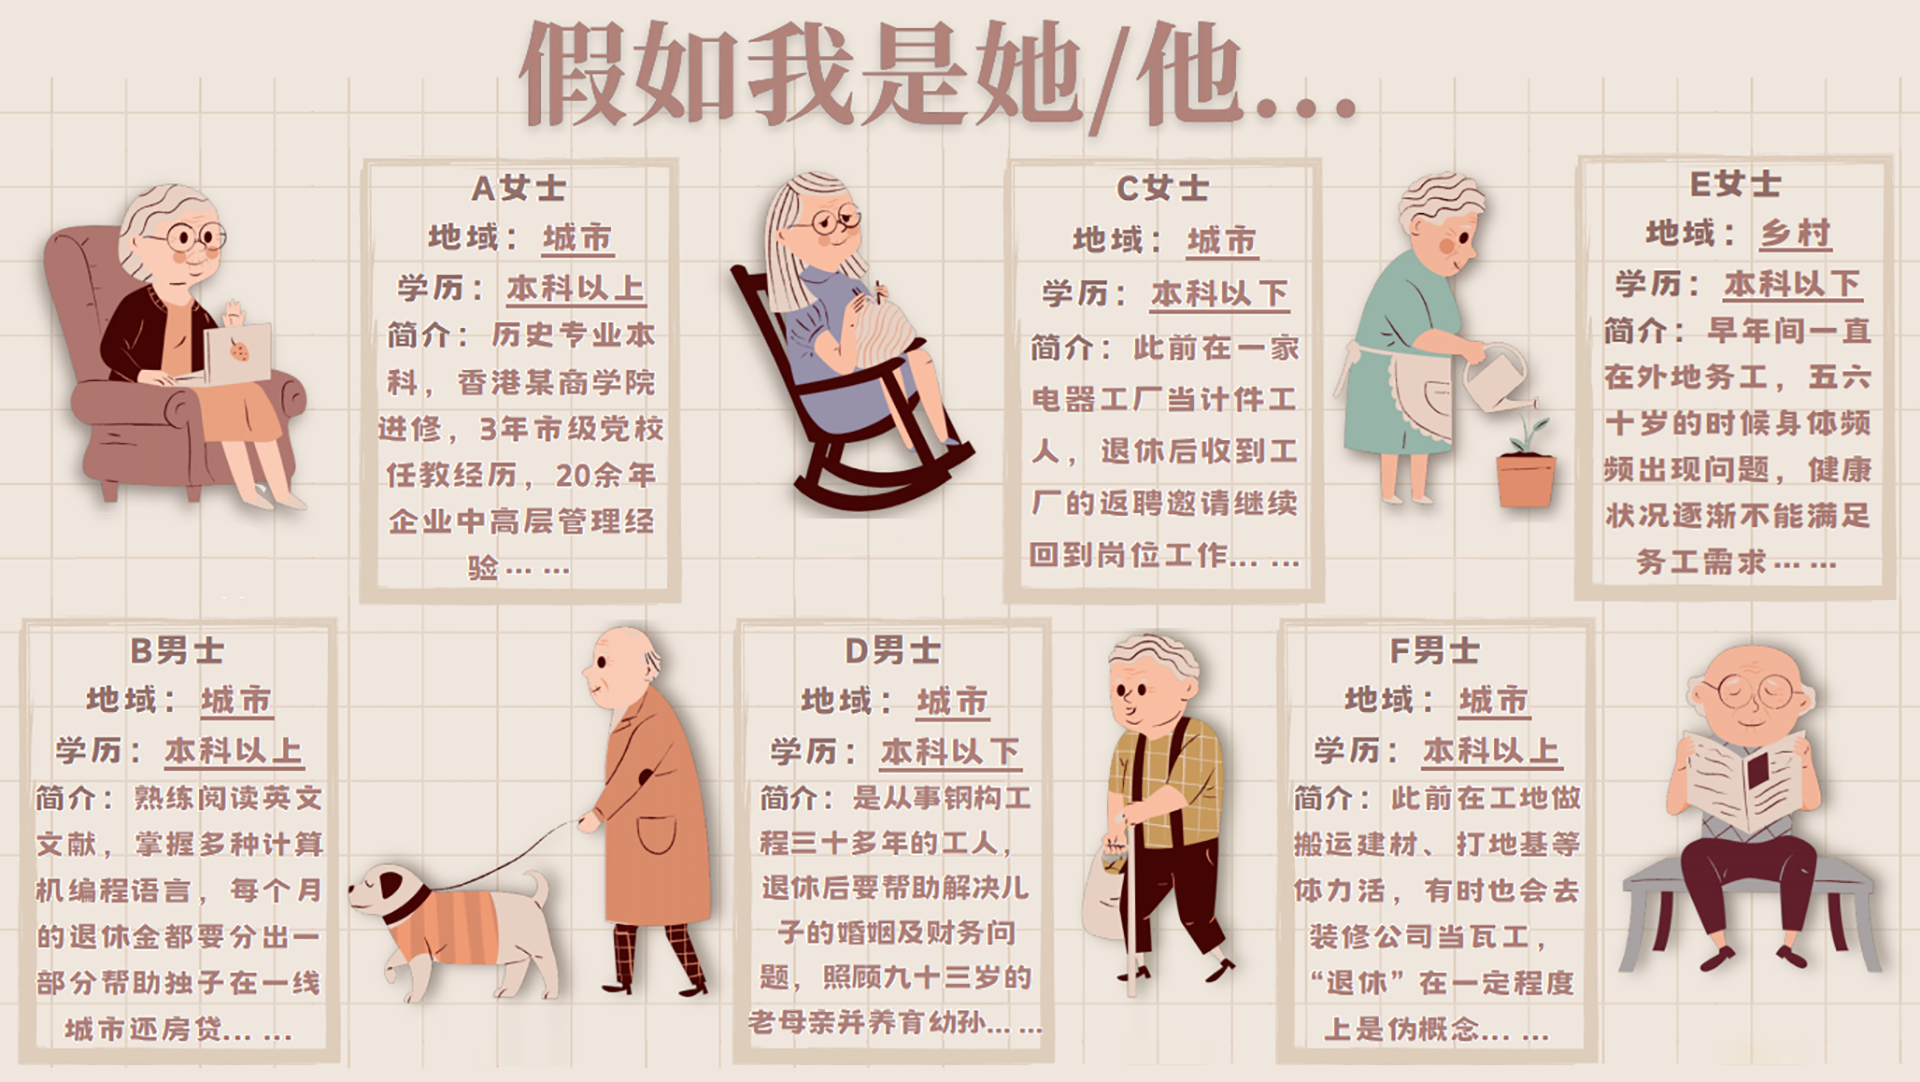 假如我是她/他...
A女士
地域：城市
学历：本科以上
简介：历史专业本
科，香港某商学院
进修，3年市级党校
任教经历，20余年
企业中高层管理经
验... ...
C女士
地域：城市
学历：本科以下
简介：此前在一家
电器工厂当计件工
人，退休后收到工
厂的返聘邀请继续
回到岗位工作... ...
E女士
地域：乡村
学历：本科以下
简介：早年间一直
在外地务工，五六
十岁的时候身体频
频出现问题，健康
状况逐渐不能满足
务工需求... ...
B男士
地域：城市
学历：本科以上
简介：熟练阅读英文
文献，掌握多种计算
机编程语言，每个月
的退休金都要分出一
部分帮助独子在一线
城市还房贷... ...
D男士
地域：城市
学历：本科以下
简介：是从事钢构工
程三十多年的工人，
退休后要帮助解决儿
子的婚姻及财务问
题，照顾九十三岁的
老母亲并养育幼孙... ...
F男士
地域：城市
学历：本科以上
简介：此前在工地做
搬运建材、打地基等
体力活，有时也会去
装修公司当瓦工，
“退休”在一定程度
上是伪概念... ...